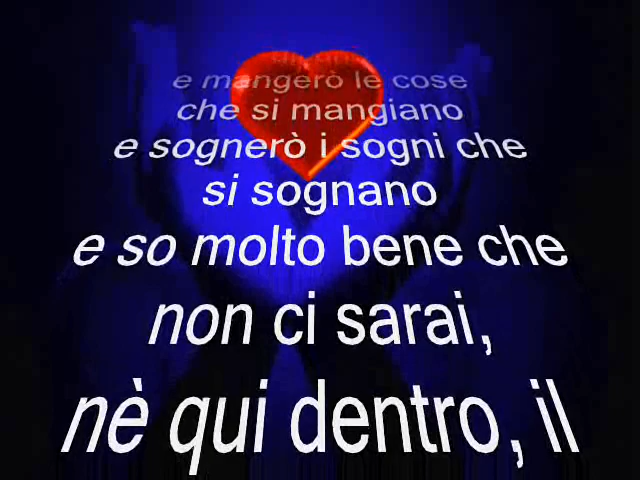 e mangerò le cose
che si mangiano
e sognerò i sogni che
si sognano
e so molto bene che
non ci sarai,
nè qui dentro, il